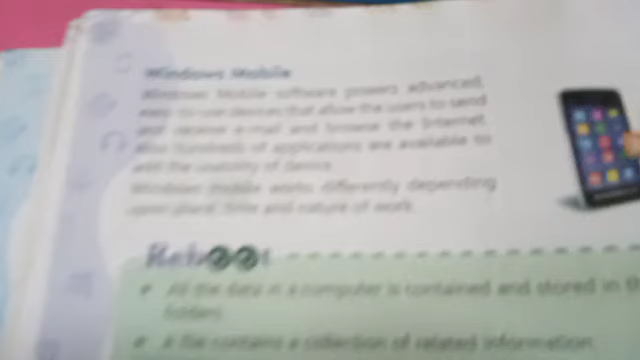 Windows Mobile
Windows Mobile software powers advanced,
easy-to-use devices that allow the users to send
and receive e-mail and browse the Internet.
Also hundreds of applications are available to
add the usability of device.
Windows mobile works differently depending
upon place, time and nature of work.
Reboot
All the data in a computer is contained and stored in th
folders.
A file contains a collection of related information.